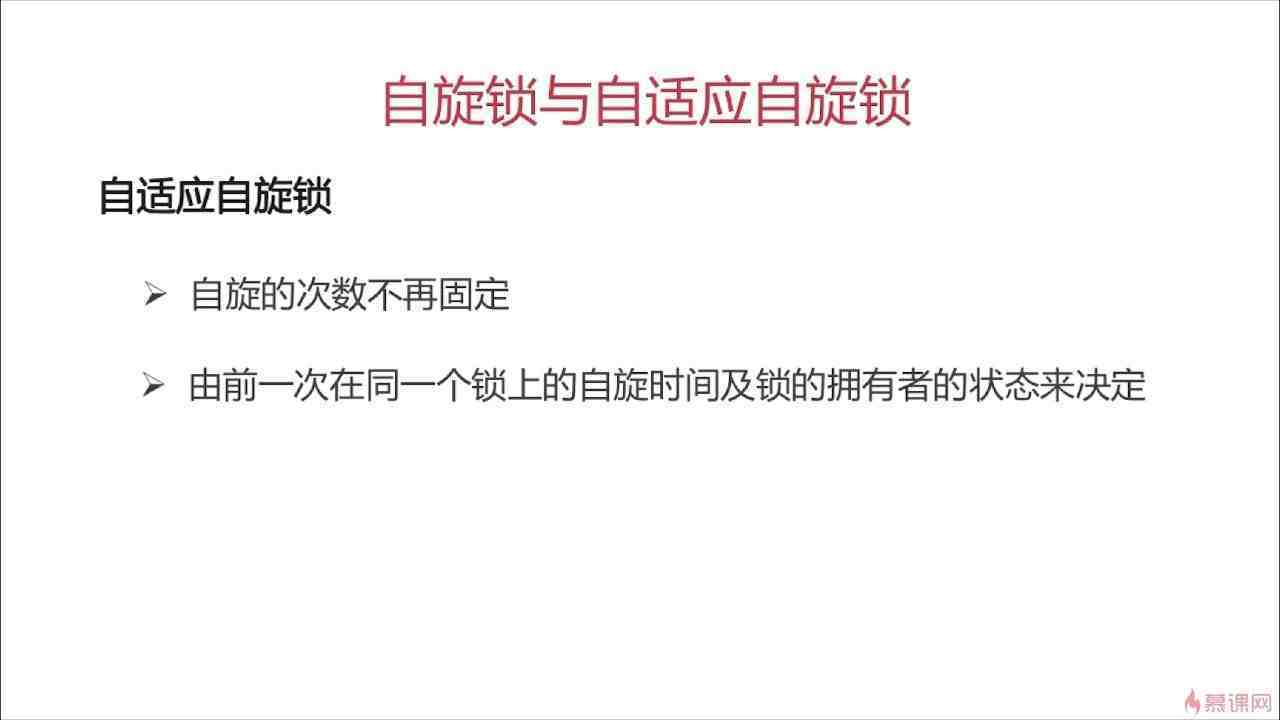 自旋锁与自适应自旋锁
自适应自旋锁
自旋的次数不再固定
由前一次在同一个锁上的自旋时间及锁的拥有者的状态来决定
慕课网